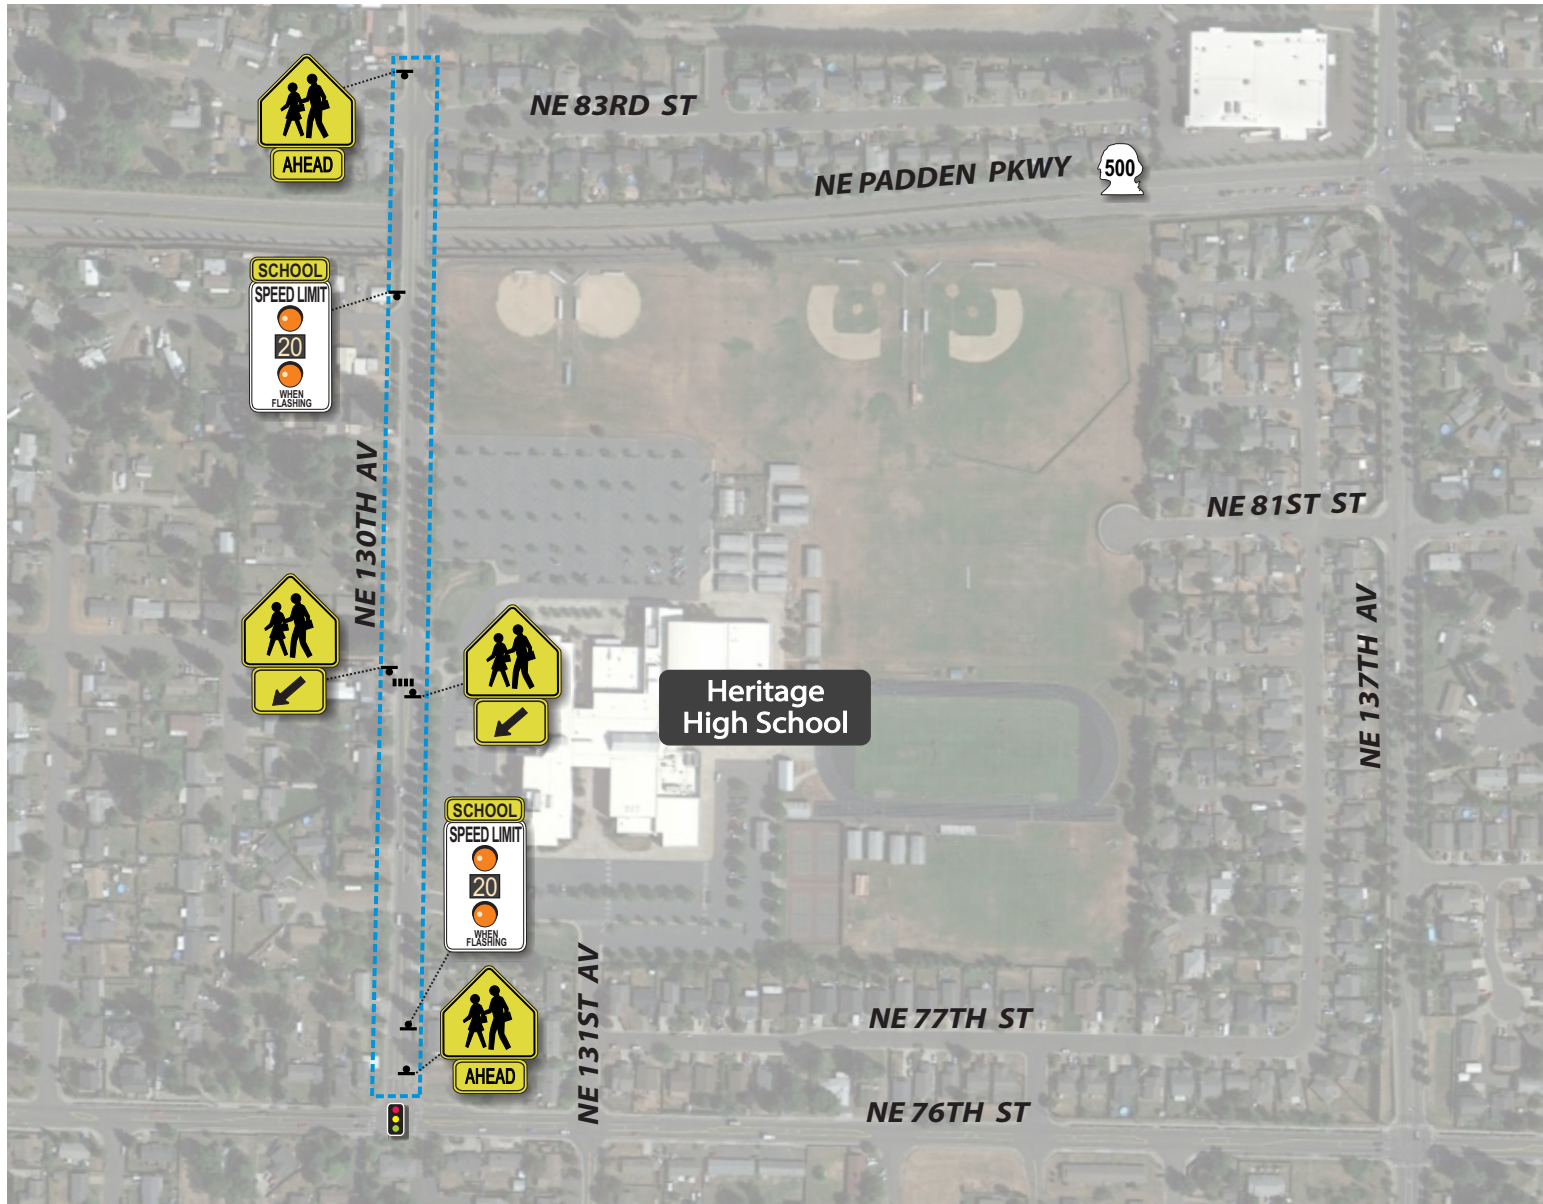 NE 83RD ST
AHEAD
NE PADDEN PKWY
500
SCHOOL
SPEED LIMIT
20
WHEN
FLASHING
NE 130TH AV
NE 81ST ST
NE 137TH AV
Heritage
High School
SCHOOL
SPEED LIMIT
20
WHEN
FLASHING
NE 131ST AV
NE 77TH ST
AHEAD
NE 76TH ST